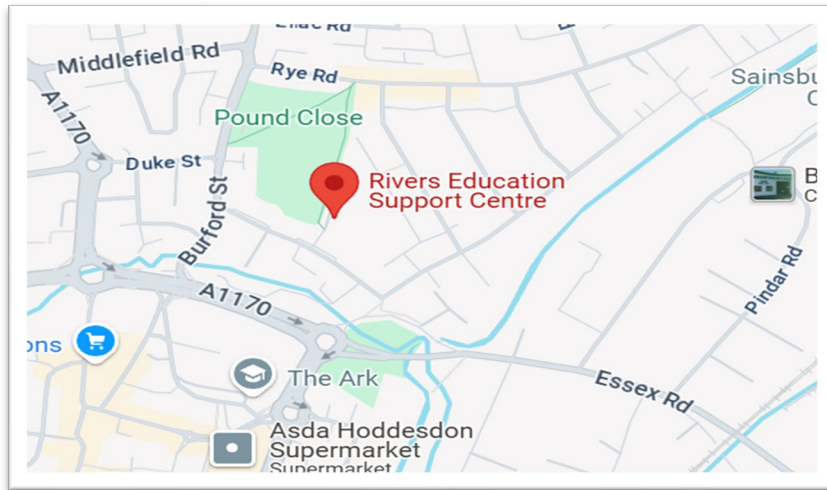 Middlefield Rd
Rye Rd
A1170
Pound Close
Duke St
Rivers Education
Support Centre
Burford St
Pindar Rd
A1170
The Ark
Essex Rd
Asda Hoddesdon
Supermarket
Supermarket